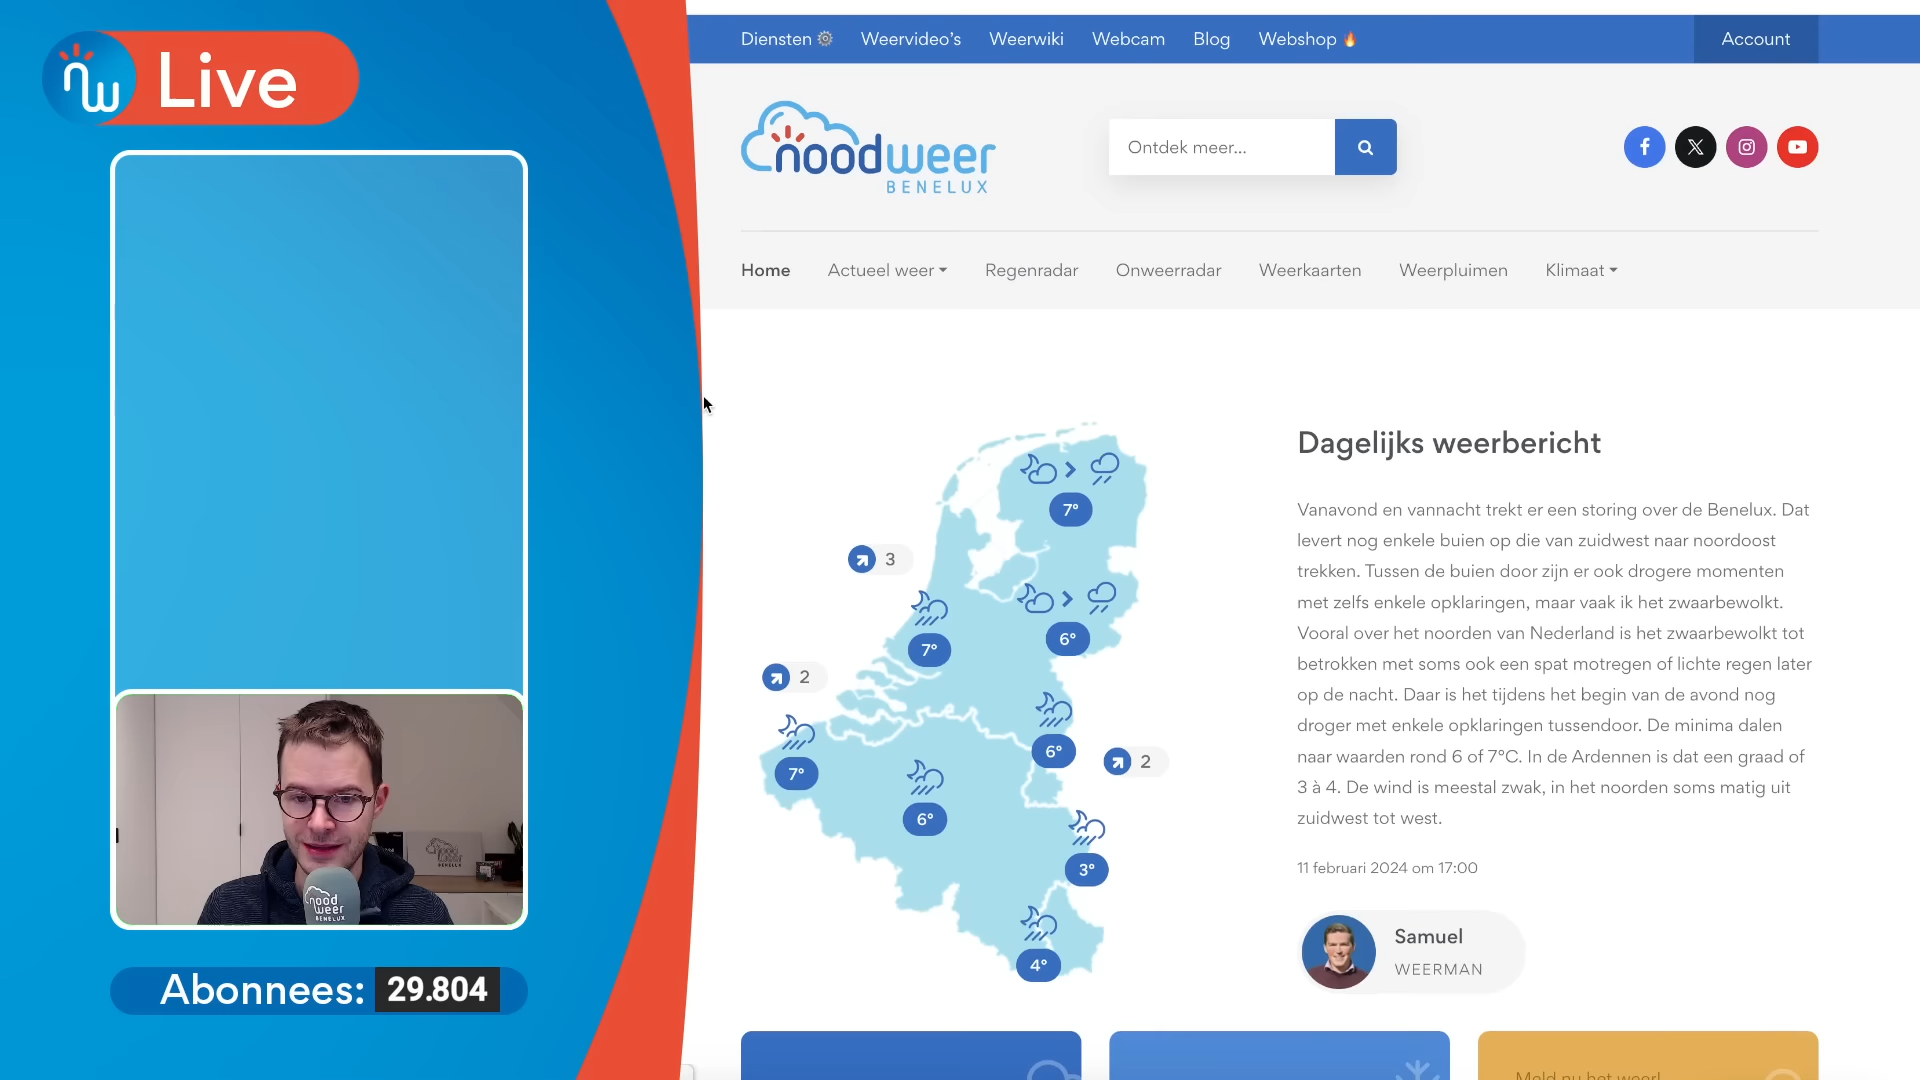 nw Live
Diensten Weervideo's Weerwiki Webcam Blog Webshop Account
noodweer
BENELUX
Ontdek meer...
Home Actueel weer Regenradar Onweerradar Weerkaarten Weerpluimen Klimaat
7°
3
7°
6°
2
7°
6°
6°
2
3°
4°
Dagelijks weerbericht
Vanavond en vannacht trekt er een storing over de Benelux. Dat
levert nog enkele buien op die van zuidwest naar noordoost
trekken. Tussen de buien door zijn er ook drogere momenten
met zelfs enkele opklaringen, maar vaak ik het zwaarbewolkt.
Vooral over het noorden van Nederland is het zwaarbewolkt tot
betrokken met soms ook een spat motregen of lichte regen later
op de nacht. Daar is het tijdens het begin van de avond nog
droger met enkele opklaringen tussendoor. De minima dalen
naar waarden rond 6 of 7°C. In de Ardennen is dat een graad of
3 à 4. De wind is meestal zwak, in het noorden soms matig uit
zuidwest tot west.
11 februari 2024 om 17:00
Samuel
WEERMAN
nood
weer
BENELUX
Abonnees: 29.804
Meld nu het weer!